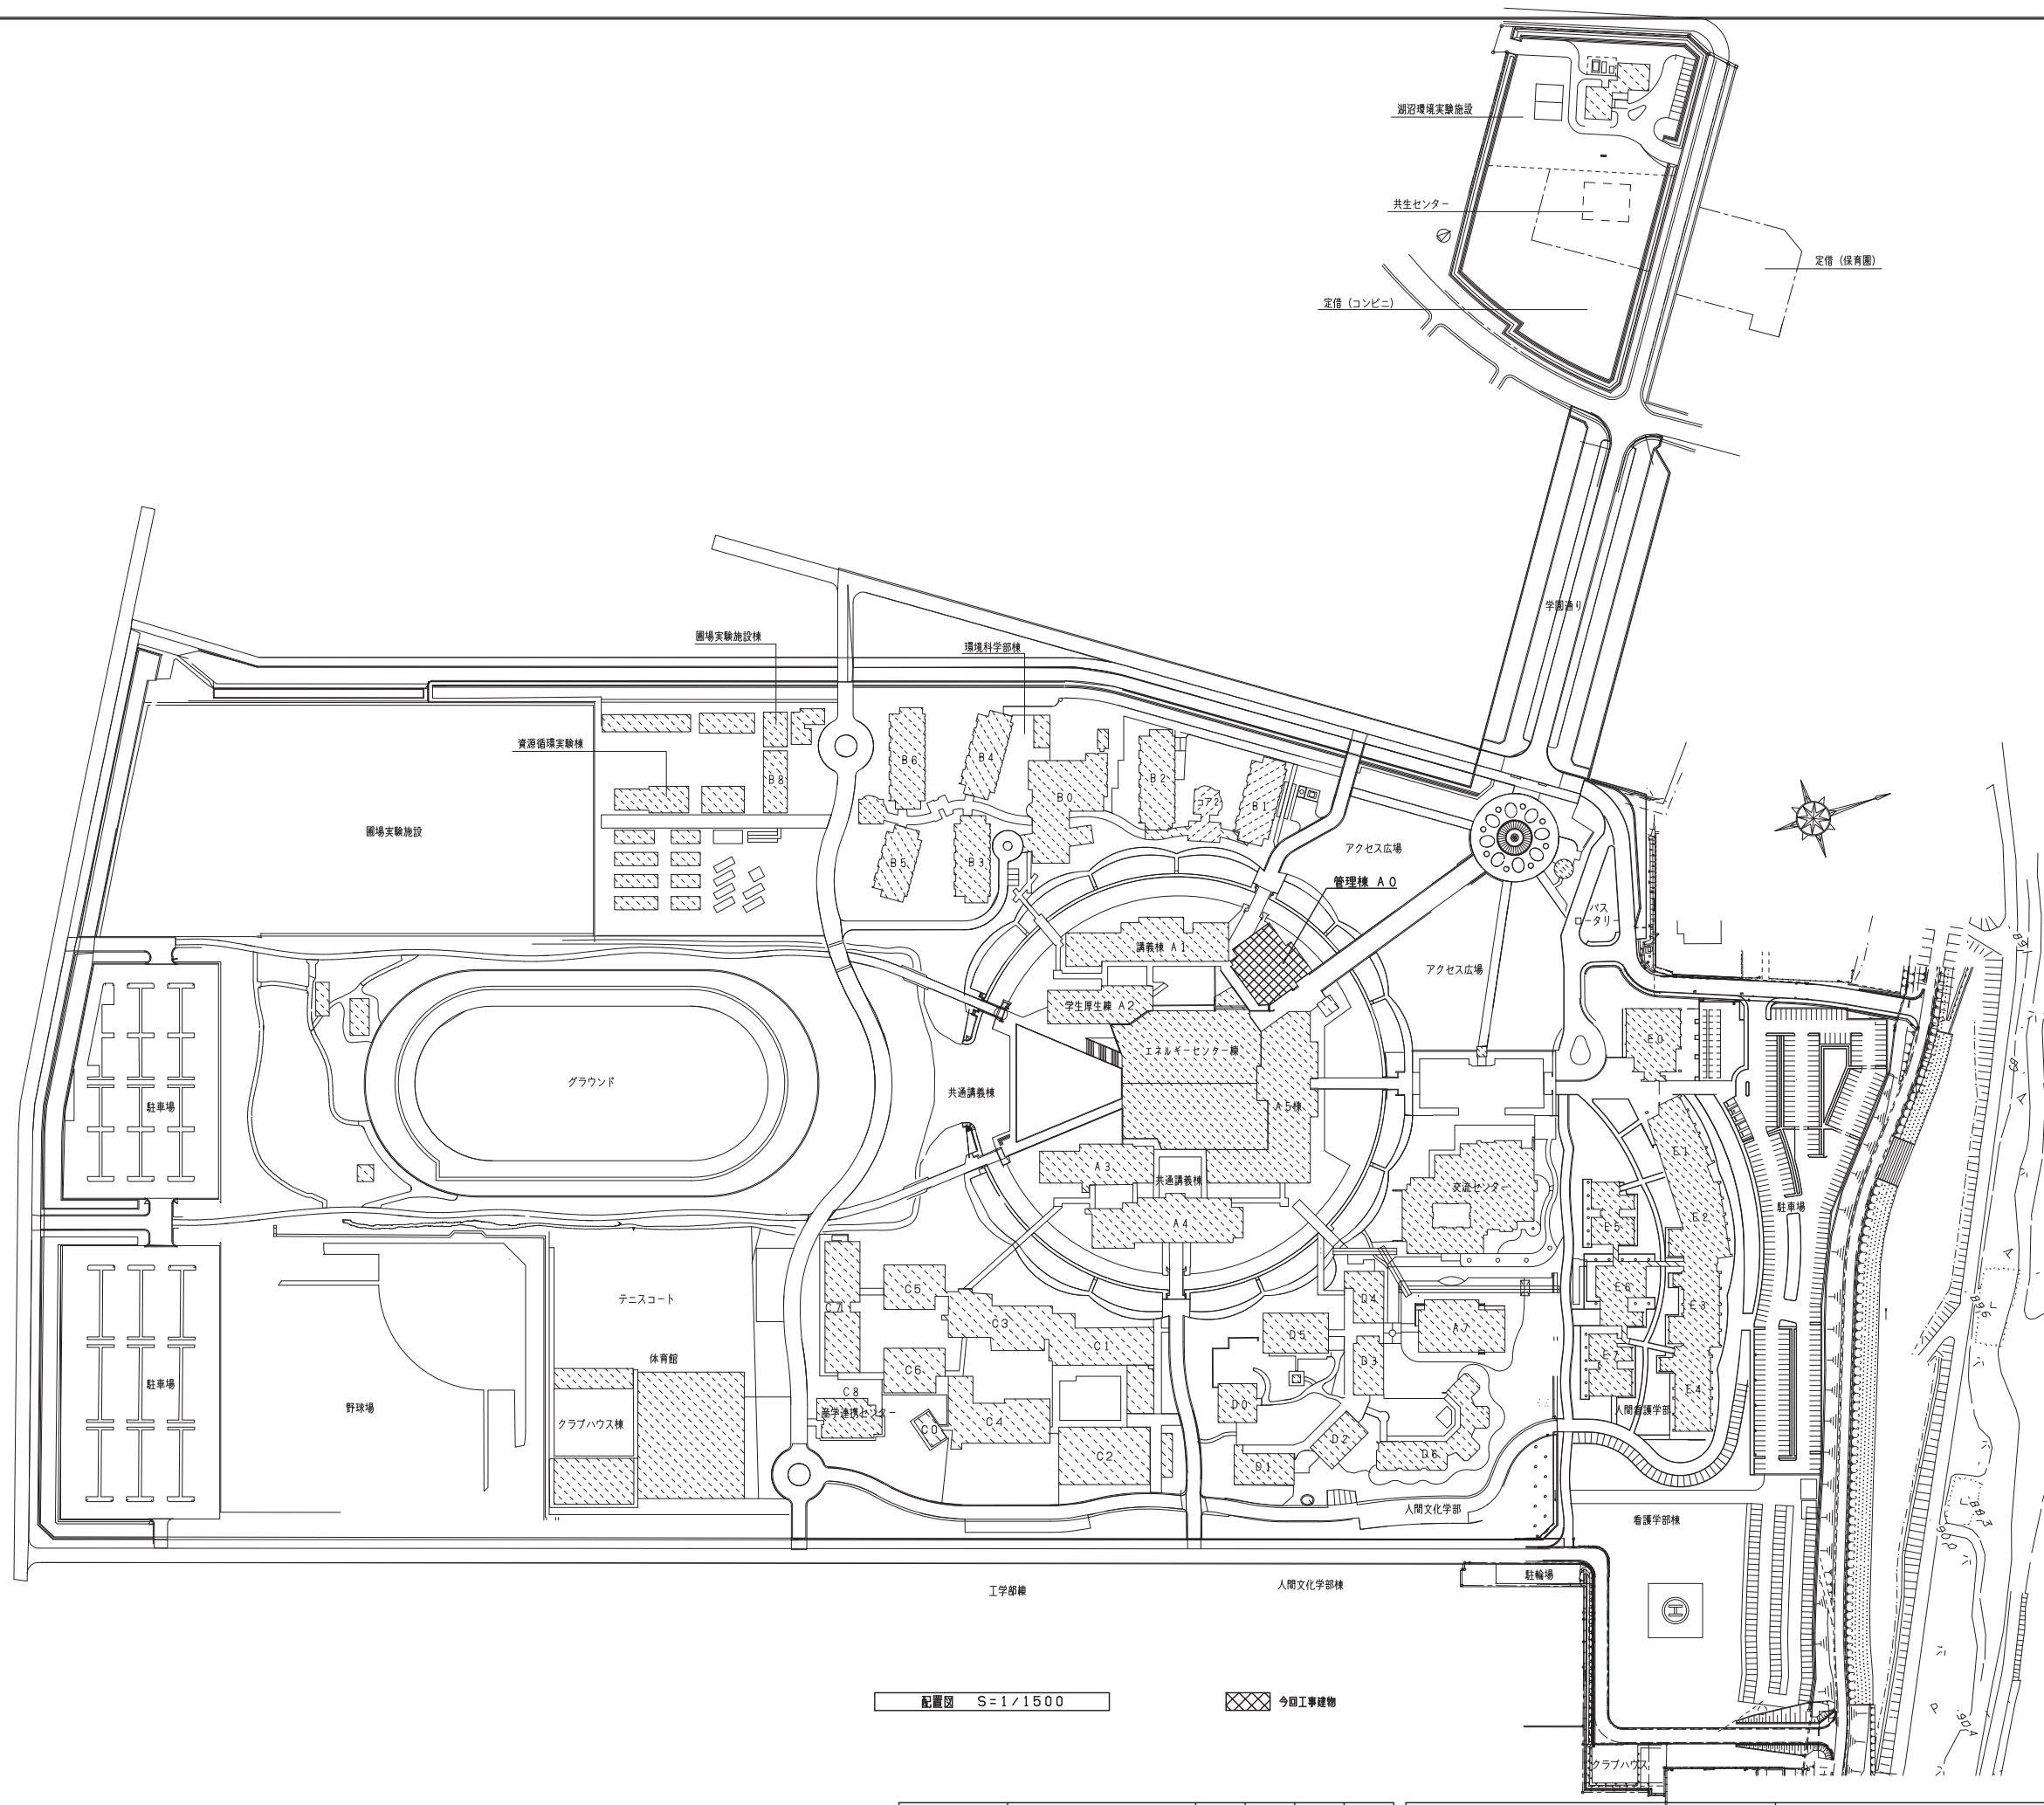 湖沼環境実験施設
共生センター
定借（保育園）
定借（コンビニ）
学園通り
圃場実験施設棟
環境科学部棟
資源循環実験棟
B8
B6
B4
B0
B2
コア2
B1
B5
B3
圃場実験施設
アクセス広場
管理棟 A0
バス
ロータリー
講義棟 A1
アクセス広場
学生厚生棟 A2
エネルギーセンター棟
E0
グラウンド
共通講義棟
A5棟
駐車場
A3
共通講義棟
A4
交流センター
E1
E2
E5
駐車場
E6
E3
E7
E4
テニスコート
C7
C5
C3
C1
D5
D4
A7
D3
体育館
C6
駐車場
野球場
C8
産学連携センター
クラブハウス棟
C0
C4
C2
D0
D2
D1
D6
人間看護学部
人間文化学部
看護学部棟
工学部棟
人間文化学部棟
駐輪場
H
配置図 S=1/1500
今回工事建物
クラブハウス
89.3
90.0
90.4